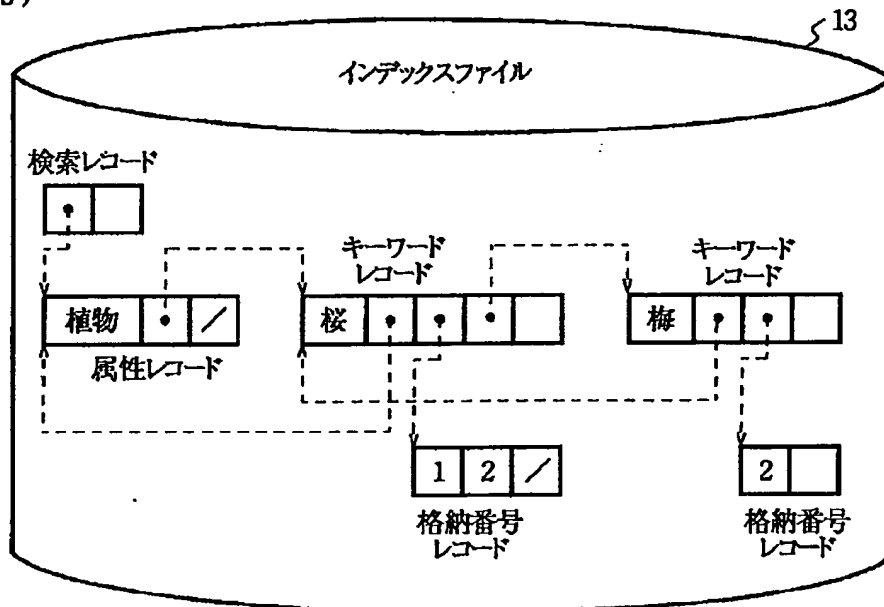 13
インデックスファイル
検索レコード
キーワード
レコード
キーワード
レコード
植物
桜
梅
属性レコード
1 2
2
格納番号
レコード
格納番号
レコード